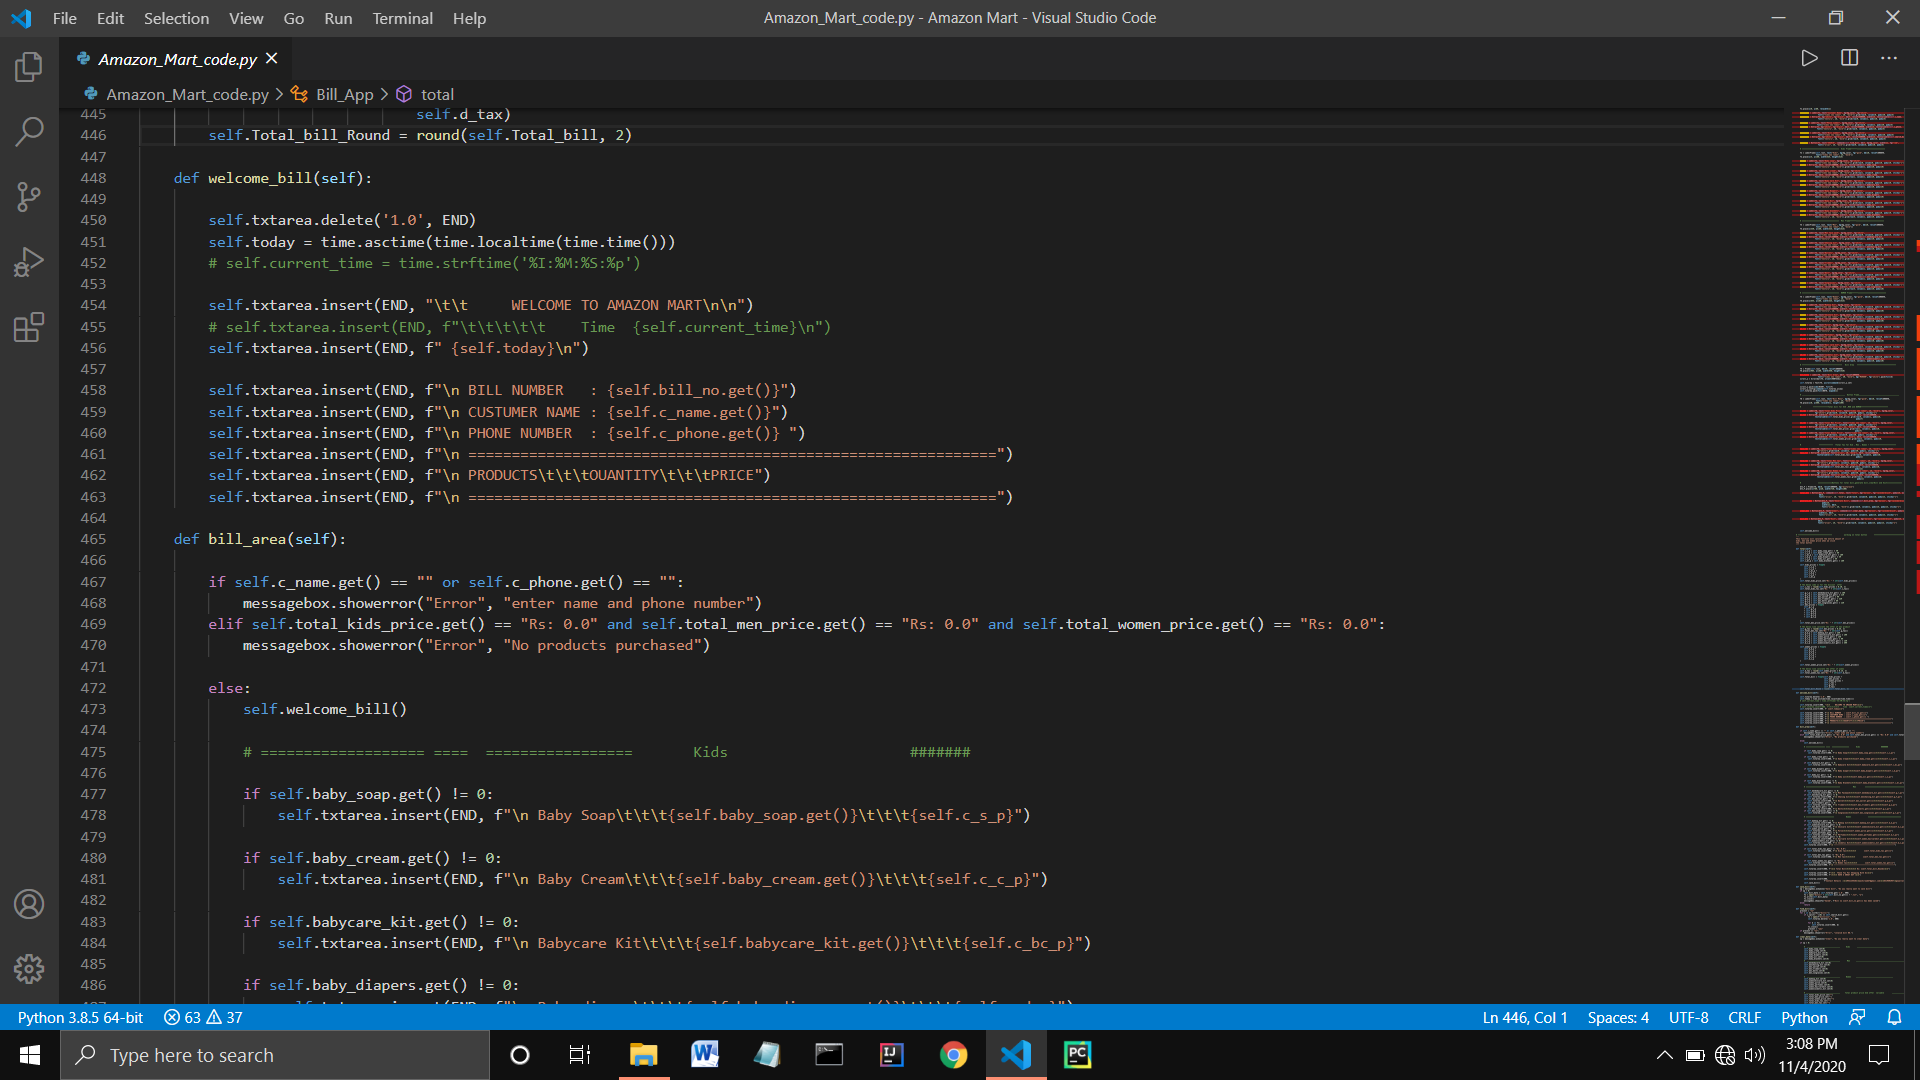 File Edit Selection View Go Run Terminal Help
Amazon_Mart_code.py - Amazon Mart - Visual Studio Code
Amazon_Mart_code.py
Amazon_Mart_code.py > Bill_App > total
445 self.d_tax)
446 self.Total_bill_Round = round(self.Total_bill, 2)
447
448 def welcome_bill(self):
449
450 self.txtarea.delete('1.0', END)
451 self.today = time.asctime(time.localtime(time.time()))
452 # self.current_time = time.strftime('%I:%M:%S:%p')
453
454 self.txtarea.insert(END, "\t\t     WELCOME TO AMAZON MART\n\n")
455 # self.txtarea.insert(END, f"\t\t\t\t\t    Time  {self.current_time}\n")
456 self.txtarea.insert(END, f" {self.today}\n")
457
458 self.txtarea.insert(END, f"\n BILL NUMBER   : {self.bill_no.get()}")
459 self.txtarea.insert(END, f"\n CUSTUMER NAME : {self.c_name.get()}")
460 self.txtarea.insert(END, f"\n PHONE NUMBER  : {self.c_phone.get()} ")
461 self.txtarea.insert(END, f"\n =============================================================")
462 self.txtarea.insert(END, f"\n PRODUCTS\t\t\tOUANTITY\t\t\tPRICE")
463 self.txtarea.insert(END, f"\n =============================================================")
464
465 def bill_area(self):
466
467 if self.c_name.get() == "" or self.c_phone.get() == "":
468 messagebox.showerror("Error", "enter name and phone number")
469 elif self.total_kids_price.get() == "Rs: 0.0" and self.total_men_price.get() == "Rs: 0.0" and self.total_women_price.get() == "Rs: 0.0":
470 messagebox.showerror("Error", "No products purchased")
471
472 else:
473 self.welcome_bill()
474
475 # =================== ====  =================       Kids                     #######
476
477 if self.baby_soap.get() != 0:
478 self.txtarea.insert(END, f"\n Baby Soap\t\t\t{self.baby_soap.get()}\t\t\t{self.c_s_p}")
479
480 if self.baby_cream.get() != 0:
481 self.txtarea.insert(END, f"\n Baby Cream\t\t\t{self.baby_cream.get()}\t\t\t{self.c_c_p}")
482
483 if self.babycare_kit.get() != 0:
484 self.txtarea.insert(END, f"\n Babycare Kit\t\t\t{self.babycare_kit.get()}\t\t\t{self.c_bc_p}")
485
486 if self.baby_diapers.get() != 0:
Python 3.8.5 64-bit 63 37
Ln 446, Col 1 Spaces: 4 UTF-8 CRLF Python
Type here to search
3:08 PM
11/4/2020